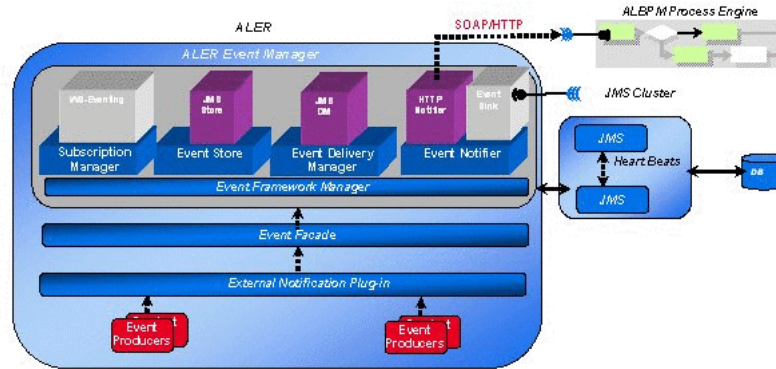 ALER
ALBPM Process Engine
SOAP/HTTP
ALER Event Manager
WS-Eventing
JMS
Store
JMS
DM
HTTP
Notifier
Event
Sink
JMS Cluster
Subscription
Manager
Event Store
Event Delivery
Manager
Event Notifier
JMS
Heart Beats
JMS
DB
Event Framework Manager
Event Facade
External Notification Plug-in
Event
Producers
Event
Producers